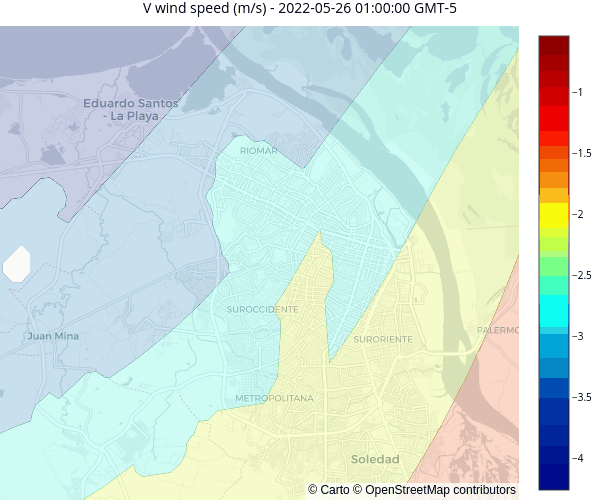 V wind speed (m/s) - 2022-05-26 01:00:00 GMT-5
Eduardo Santos
- La Playa
RIOMAR
SUROCCIDENTE
Juan Mina
SURORIENTE
PALERMO
METROPOLITANA
Soledad
© Carto © OpenStreetMap contributors
−1
−1.5
−2
−2.5
−3
−3.5
−4